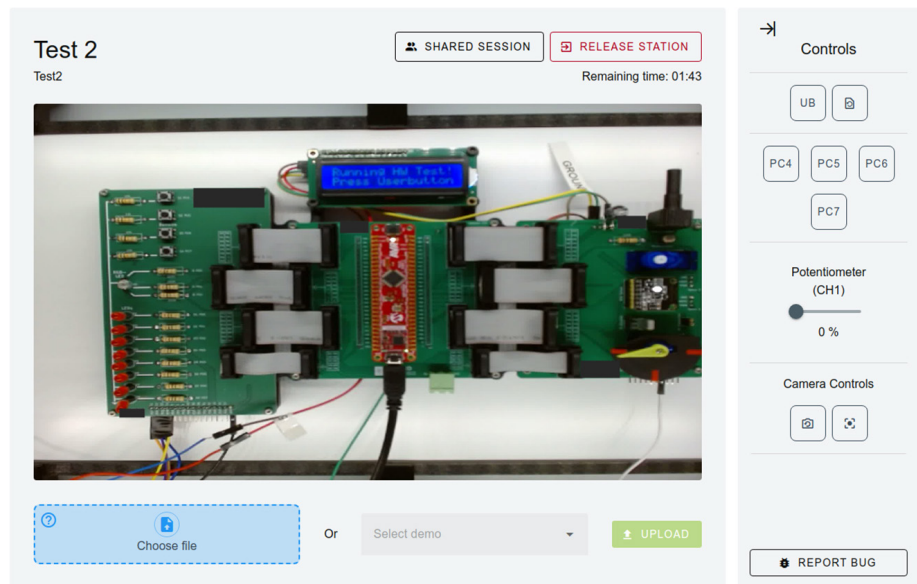 Test 2
SHARED SESSION
RELEASE STATION
Test2
Remaining time: 01:43
Running HW Test!
Press Userbutton
GROUND
Choose file
Or
Select demo
UPLOAD
Controls
UB
PC4
PC5
PC6
PC7
Potentiometer
(CH1)
0 %
Camera Controls
REPORT BUG